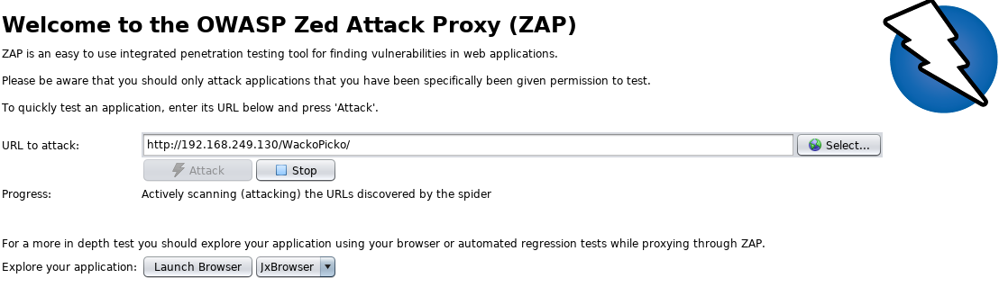 Welcome to the OWASP Zed Attack Proxy (ZAP)
ZAP is an easy to use integrated penetration testing tool for finding vulnerabilities in web applications.
Please be aware that you should only attack applications that you have been specifically been given permission to test.
To quickly test an application, enter its URL below and press 'Attack'.
URL to attack: http://192.168.249.130/WackoPicko/ Select...
Attack Stop
Progress: Actively scanning (attacking) the URLs discovered by the spider
For a more in depth test you should explore your application using your browser or automated regression tests while proxying through ZAP.
Explore your application: Launch Browser JxBrowser